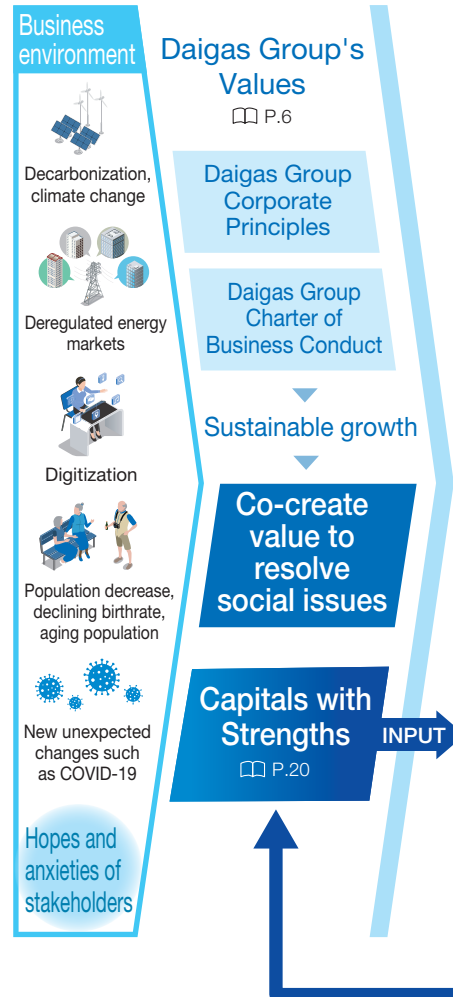 Business
environment
Decarbonization,
climate change
Deregulated energy
markets
Digitization
Population decrease,
declining birthrate,
aging population
New unexpected
changes such
as COVID-19
Hopes and
anxieties of
stakeholders
Daigas Group's
Values
P.6
Daigas Group
Corporate
Principles
Daigas Group
Charter of
Business Conduct
Sustainable growth
Co-create
value to
resolve
social issues
Capitals with
Strengths
P.20
INPUT